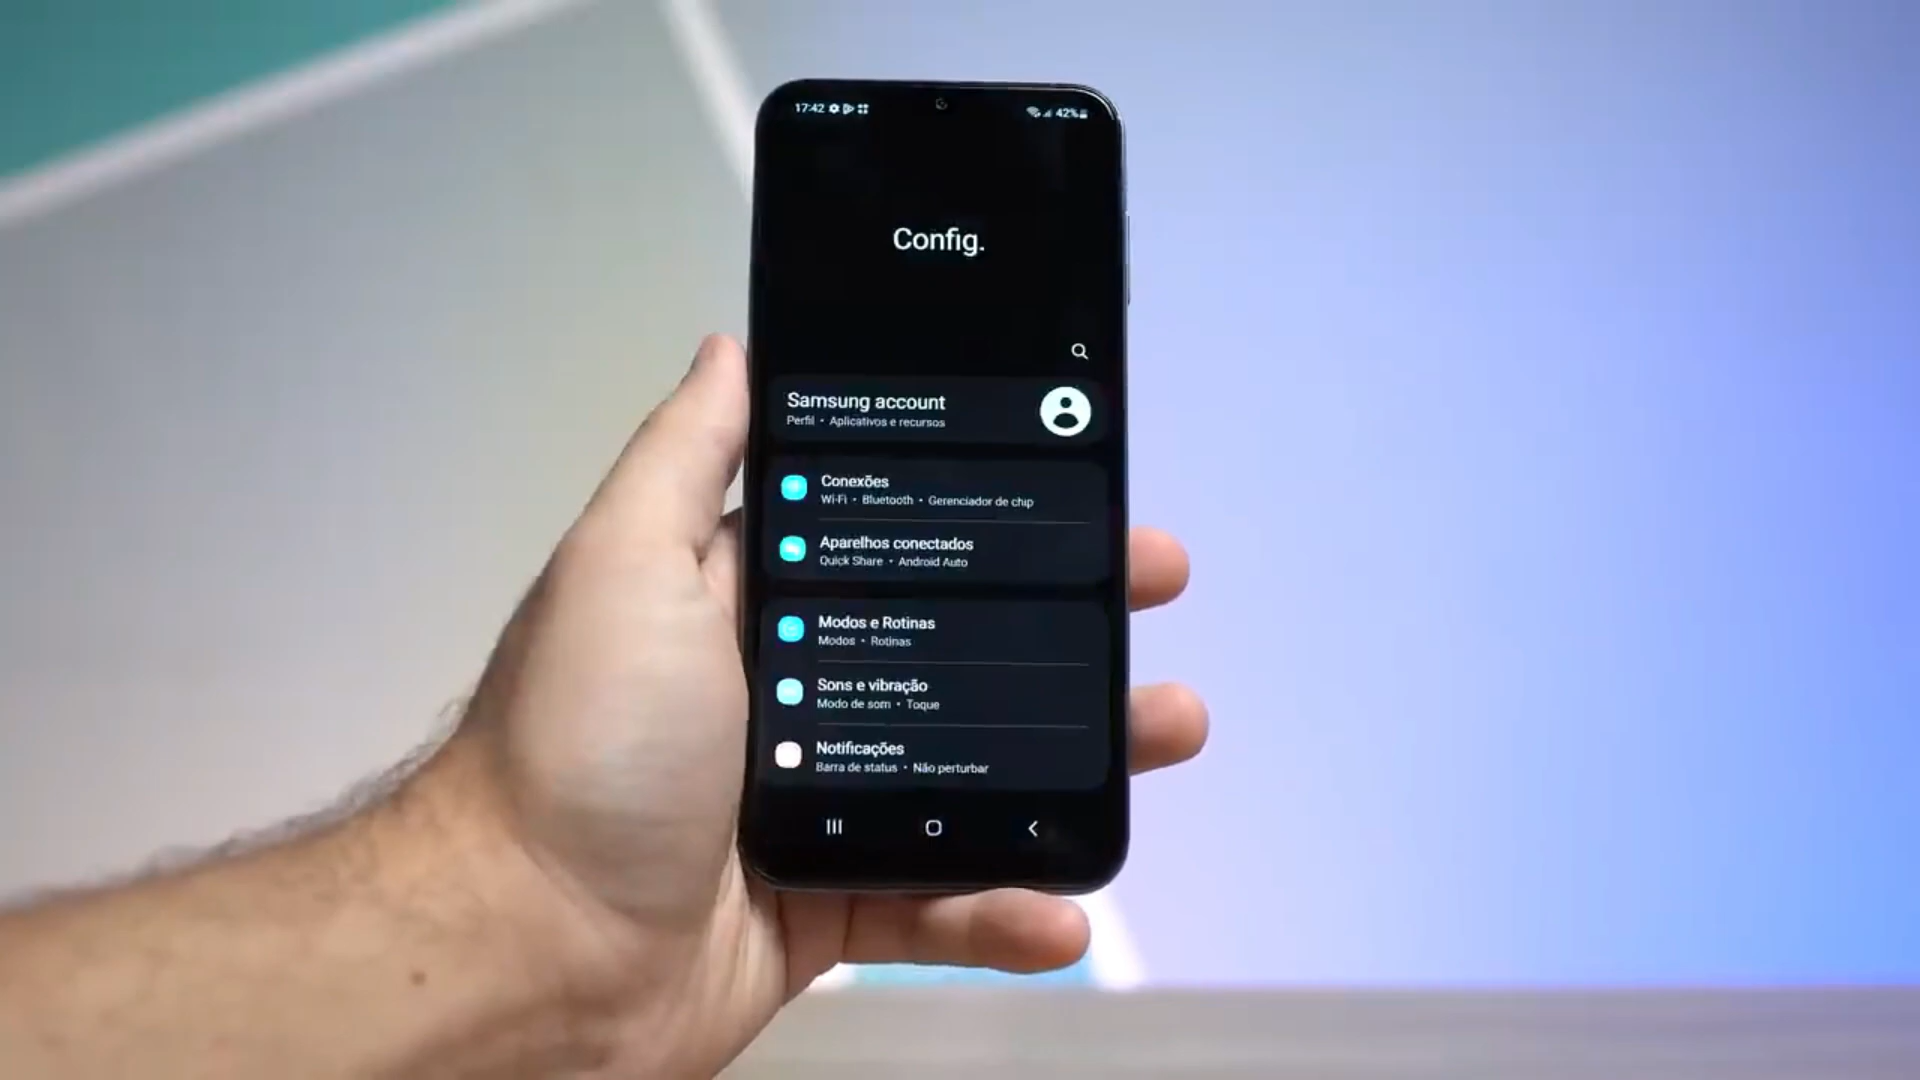 17:42
42%
Config.
Samsung account
Perfil • Aplicativos e recursos
Conexões
Wi-Fi • Bluetooth • Gerenciador de chip
Aparelhos conectados
Quick Share • Android Auto
Modos e Rotinas
Modos • Rotinas
Sons e vibração
Modo de som • Toque
Notificações
Barra de status • Não perturbar